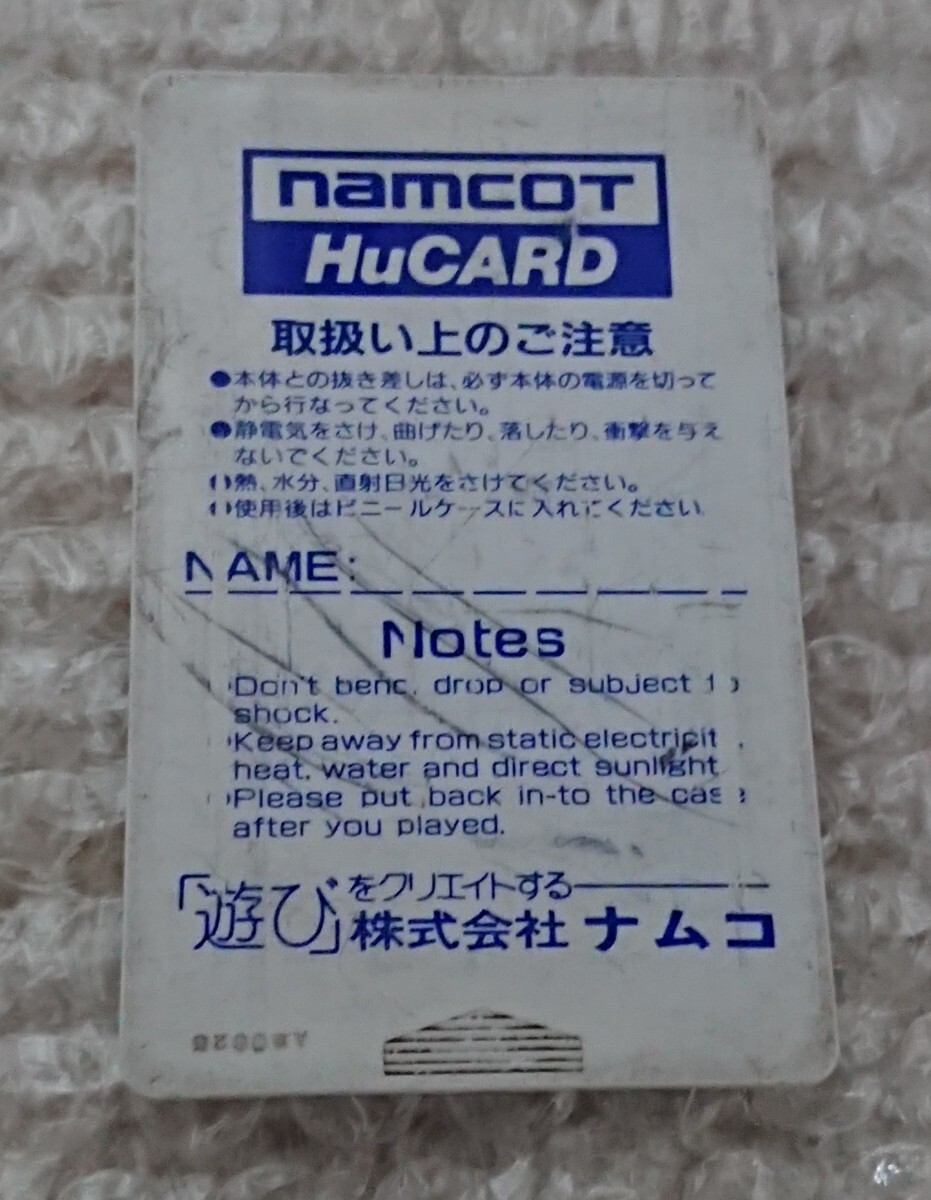 namcot
HuCARD
取扱い上のご注意
●本体との抜き差しは、必ず本体の電源を切って
から行なってください。
●静電気をさけ、曲げたり、落したり、衝撃を与え
ないでください。
●熱、水分、直射日光をさけてください。
●使用後はビニールケースに入れてください
NAME:
Notes
•Don't bend, drop or subject to
shock.
•Keep away from static electricit
heat, water and direct sunlight
•Please put back in-to the case
after you played.
「遊び」をクリエイトする
株式会社ナムコ